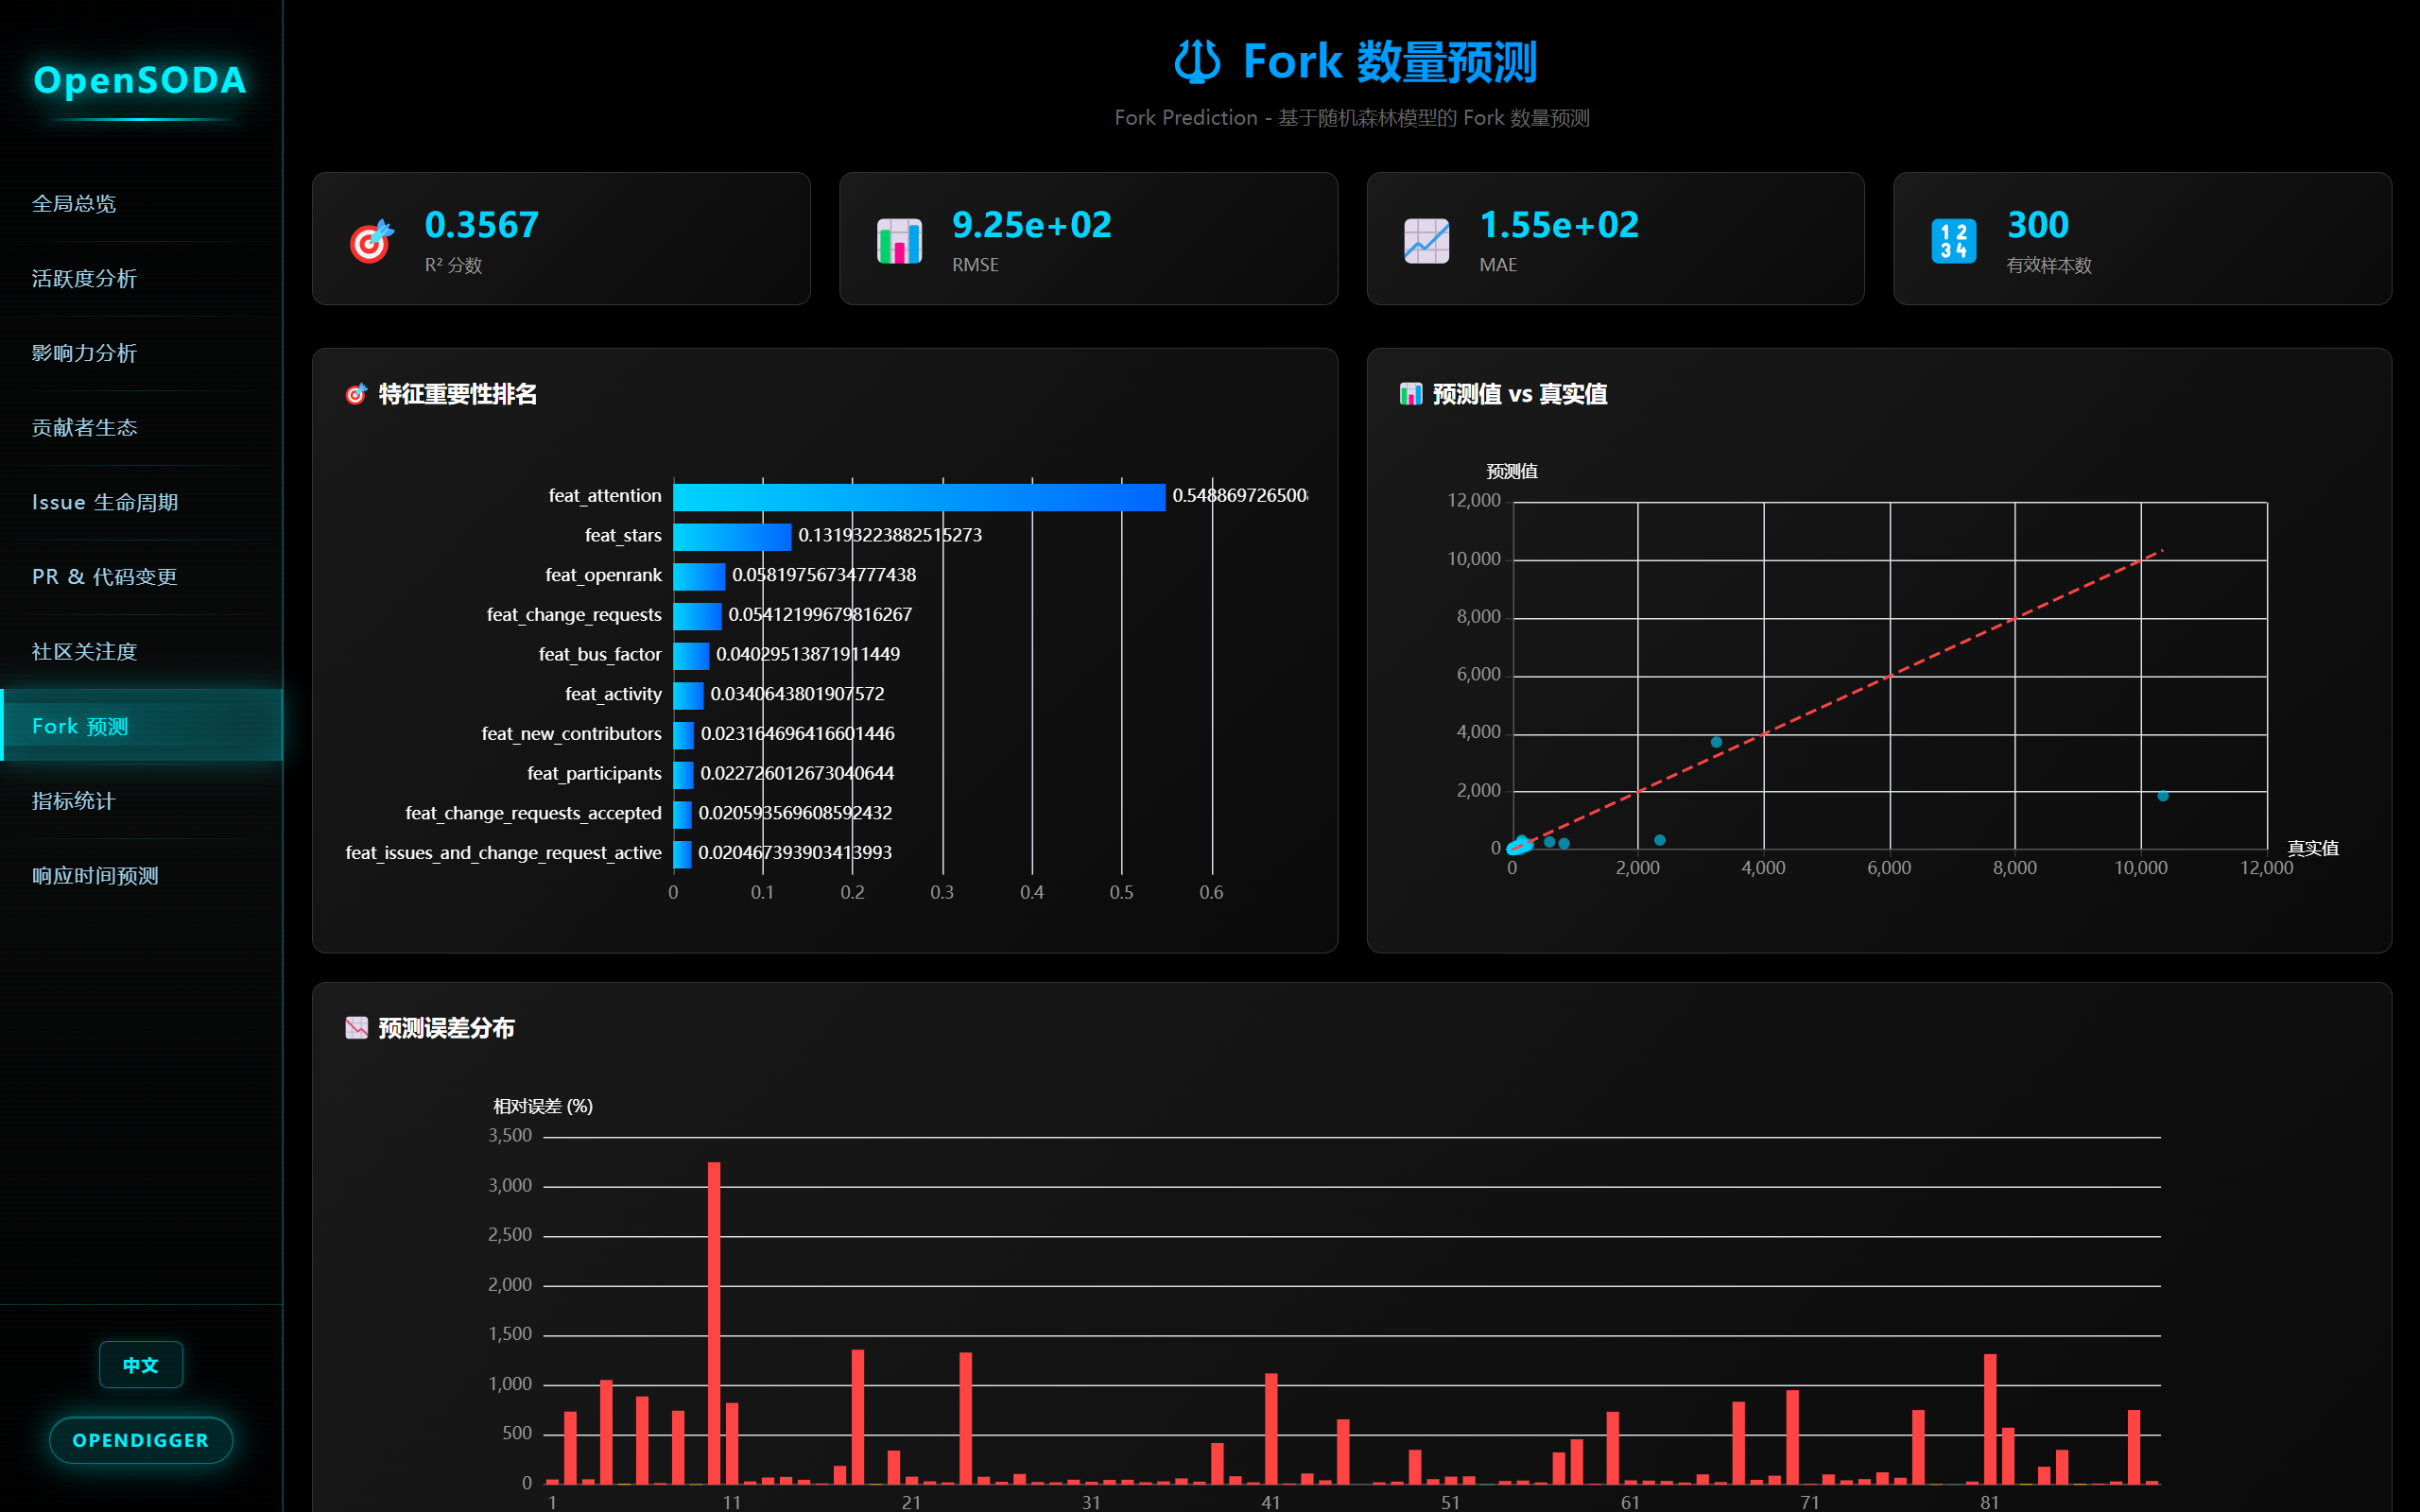 OpenSODA
全局总览
活跃度分析
影响力分析
贡献者生态
Issue 生命周期
PR & 代码变更
社区关注度
Fork 预测
指标统计
响应时间预测
中文
OPENDIGGER
Fork 数量预测
Fork Prediction - 基于随机森林模型的 Fork 数量预测
0.3567
R² 分数
9.25e+02
RMSE
1.55e+02
MAE
1 2
3 4
300
有效样本数
特征重要性排名
feat_attention 0.548869726500
feat_stars 0.13193223882515273
feat_openrank 0.05819756734777438
feat_change_requests 0.05412199679816267
feat_bus_factor 0.04029513871911449
feat_activity 0.0340643801907572
feat_new_contributors 0.023164696416601446
feat_participants 0.022726012673040644
feat_change_requests_accepted 0.020593569608592432
feat_issues_and_change_request_active 0.020467393903413993
0 0.1 0.2 0.3 0.4 0.5 0.6
预测值 vs 真实值
预测值
12,000
10,000
8,000
6,000
4,000
2,000
0
真实值
0 2,000 4,000 6,000 8,000 10,000 12,000
预测误差分布
相对误差 (%)
3,500
3,000
2,500
2,000
1,500
1,000
500
0
1 11 21 31 41 51 61 71 81